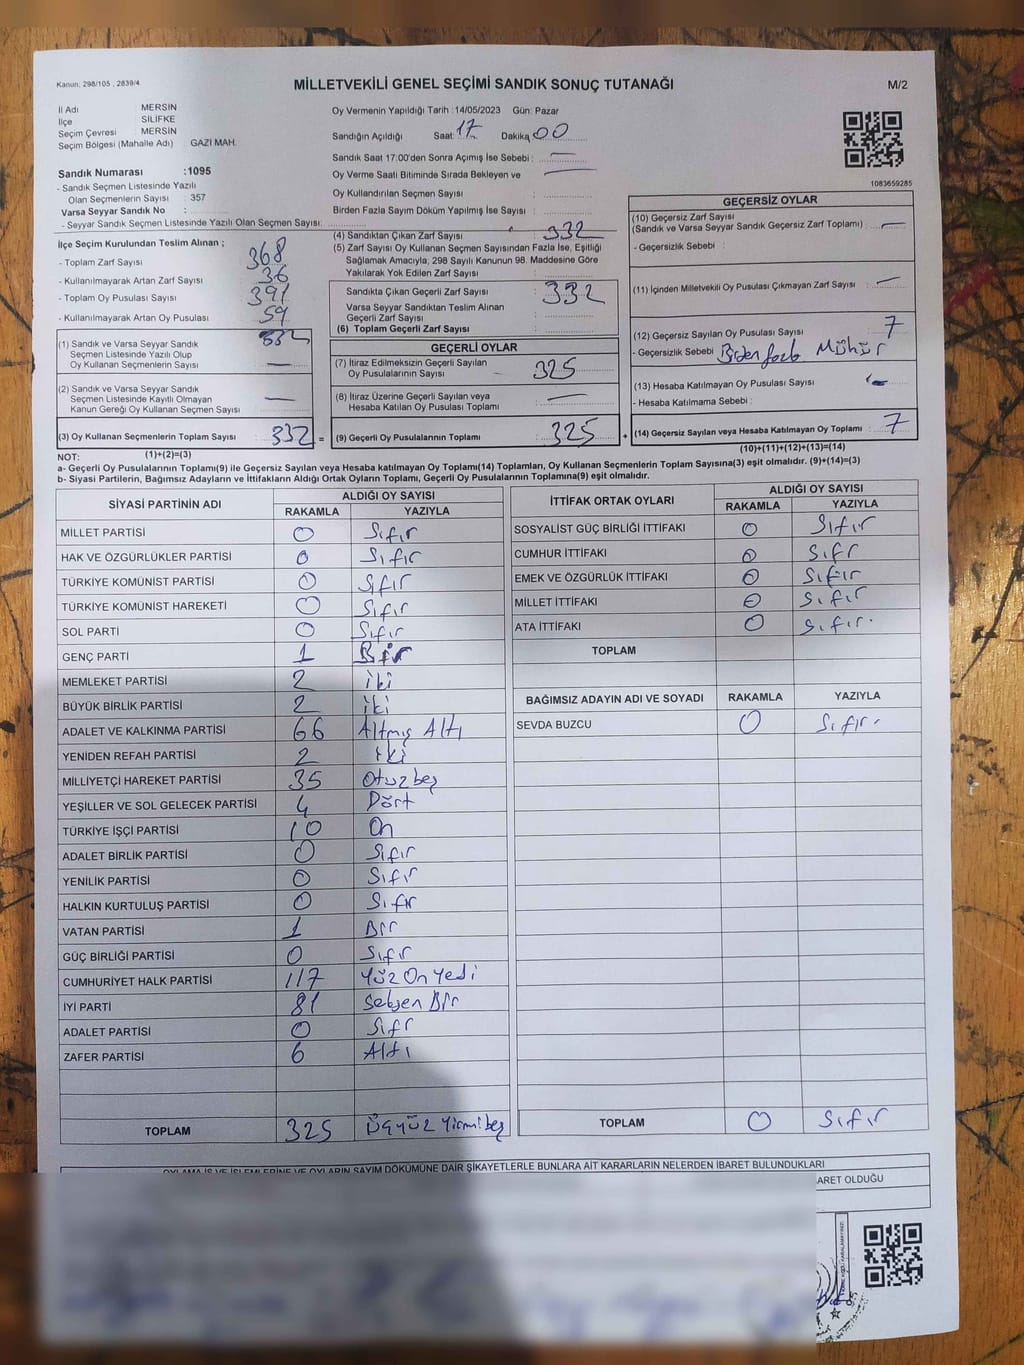 Kanun: 298/105 , 2839/4
MİLLETVEKİLİ GENEL SEÇİMİ SANDIK SONUÇ TUTANAĞI
M/2
İl Adı MERSİN
İlçe SİLİFKE
Seçim Çevresi MERSİN
Seçim Bölgesi (Mahalle Adı) GAZİ MAH.
Sandık Numarası :1095
- Sandık Seçmen Listesinde Yazılı
Olan Seçmenlerin Sayısı : 357
Varsa Seyyar Sandık No :
- Seyyar Sandık Seçmen Listesinde Yazılı Olan Seçmen Sayısı:
Oy Vermenin Yapıldığı Tarih : 14/05/2023 Gün: Pazar
Sandığın Açıldığı Saat: 17 Dakika 00
Sandık Saat 17:00'den Sonra Açımış İse Sebebi : —
Oy Verme Saati Bitiminde Sırada Bekleyen ve —
Oy Kullandırılan Seçmen Sayısı :
Birden Fazla Sayım Döküm Yapılmış İse Sayısı :
1083659285
İlçe Seçim Kurulundan Teslim Alınan ;
- Toplam Zarf Sayısı 368
- Kullanılmayarak Artan Zarf Sayısı 36
- Toplam Oy Pusulası Sayısı 391
- Kullanılmayarak Artan Oy Pusulası 59
(1) Sandık ve Varsa Seyyar Sandık 332
Seçmen Listesinde Yazılı Olup
Oy Kullanan Seçmenlerin Sayısı : —
(2) Sandık ve Varsa Seyyar Sandık
Seçmen Listesinde Kayıtlı Olmayan —
Kanun Gereği Oy Kullanan Seçmen Sayısı
(3) Oy Kullanan Seçmenlerin Toplam Sayısı : 332 =
(1)+(2)=(3)
(4) Sandıktan Çıkan Zarf Sayısı : 332
(5) Zarf Sayısı Oy Kullanan Seçmen Sayısından Fazla İse, Eşitliği
Sağlamak Amacıyla, 298 Sayılı Kanunun 98. Maddesine Göre
Yakılarak Yok Edilen Zarf Sayısı :
Sandıkta Çıkan Geçerli Zarf Sayısı : 332
Varsa Seyyar Sandıktan Teslim Alınan
Geçerli Zarf Sayısı :
(6) Toplam Geçerli Zarf Sayısı :
GEÇERLİ OYLAR
(7) İtiraz Edilmeksizin Geçerli Sayılan
Oy Pusulalarının Sayısı : 325
(8) İtiraz Üzerine Geçerli Sayılan veya —
Hesaba Katılan Oy Pusulası Toplamı
(9) Geçerli Oy Pusulalarının Toplamı : 325 +
GEÇERSİZ OYLAR
(10) Geçersiz Zarf Sayısı
(Sandık ve Varsa Seyyar Sandık Geçersiz Zarf Toplamı) : —
- Geçersizlik Sebebi :
(11) İçinden Milletvekili Oy Pusulası Çıkmayan Zarf Sayısı : —
(12) Geçersiz Sayılan Oy Pusulası Sayısı : 7
- Geçersizlik Sebebi : Birden fazla Mühür
(13) Hesaba Katılmayan Oy Pusulası Sayısı : —
- Hesaba Katılmama Sebebi :
(14) Geçersiz Sayılan veya Hesaba Katılmayan Oy Toplamı : 7
(10)+(11)+(12)+(13)=(14)
NOT:
a- Geçerli Oy Pusulalarının Toplamı(9) ile Geçersiz Sayılan veya Hesaba katılmayan Oy Toplamı(14) Toplamları, Oy Kullanan Seçmenlerin Toplam Sayısına(3) eşit olmalıdır. (9)+(14)=(3)
b- Siyasi Partilerin, Bağımsız Adayların ve İttifakların Aldığı Ortak Oyların Toplamı, Geçerli Oy Pusulalarının Toplamına(9) eşit olmalıdır.
SİYASİ PARTİNİN ADI ALDIĞI OY SAYISI
RAKAMLA YAZIYLA
MİLLET PARTİSİ 0 Sıfır
HAK VE ÖZGÜRLÜKLER PARTİSİ 0 Sıfır
TÜRKİYE KOMÜNİST PARTİSİ 0 Sıfır
TÜRKİYE KOMÜNİST HAREKETİ 0 Sıfır
SOL PARTİ 0 Sıfır
GENÇ PARTİ 1 Bir
MEMLEKET PARTİSİ 2 iki
BÜYÜK BİRLİK PARTİSİ 2 iki
ADALET VE KALKINMA PARTİSİ 66 Altmış Altı
YENİDEN REFAH PARTİSİ 2 iki
MİLLİYETÇİ HAREKET PARTİSİ 35 Otuz beş
YEŞİLLER VE SOL GELECEK PARTİSİ 4 Dört
TÜRKİYE İŞÇİ PARTİSİ 10 On
ADALET BİRLİK PARTİSİ 0 Sıfır
YENİLİK PARTİSİ 0 Sıfır
HALKIN KURTULUŞ PARTİSİ 0 Sıfır
VATAN PARTİSİ 1 Bir
GÜÇ BİRLİĞİ PARTİSİ 0 Sıfır
CUMHURİYET HALK PARTİSİ 117 Yüz On Yedi
İYİ PARTİ 81 Seksen Bir
ADALET PARTİSİ 0 Sıfır
ZAFER PARTİSİ 6 Altı
TOPLAM 325 Üçyüz Yirmi beş
İTTİFAK ORTAK OYLARI ALDIĞI OY SAYISI
RAKAMLA YAZIYLA
SOSYALİST GÜÇ BİRLİĞİ İTTİFAKI 0 Sıfır
CUMHUR İTTİFAKI 0 Sıfır
EMEK VE ÖZGÜRLÜK İTTİFAKI 0 Sıfır
MİLLET İTTİFAKI 0 Sıfır
ATA İTTİFAKI 0 Sıfır.
TOPLAM
BAĞIMSIZ ADAYIN ADI VE SOYADI RAKAMLA YAZIYLA
SEVDA BUZCU 0 Sıfır.
TOPLAM 0 Sıfır
OYLAMA İŞ VE İŞLEMLERİNE VE OYLARIN SAYIM DÖKÜMÜNE DAİR ŞİKAYETLERLE BUNLARA AİT KARARLARIN NELERDEN İBARET BULUNDUKLARI
OLDUĞU